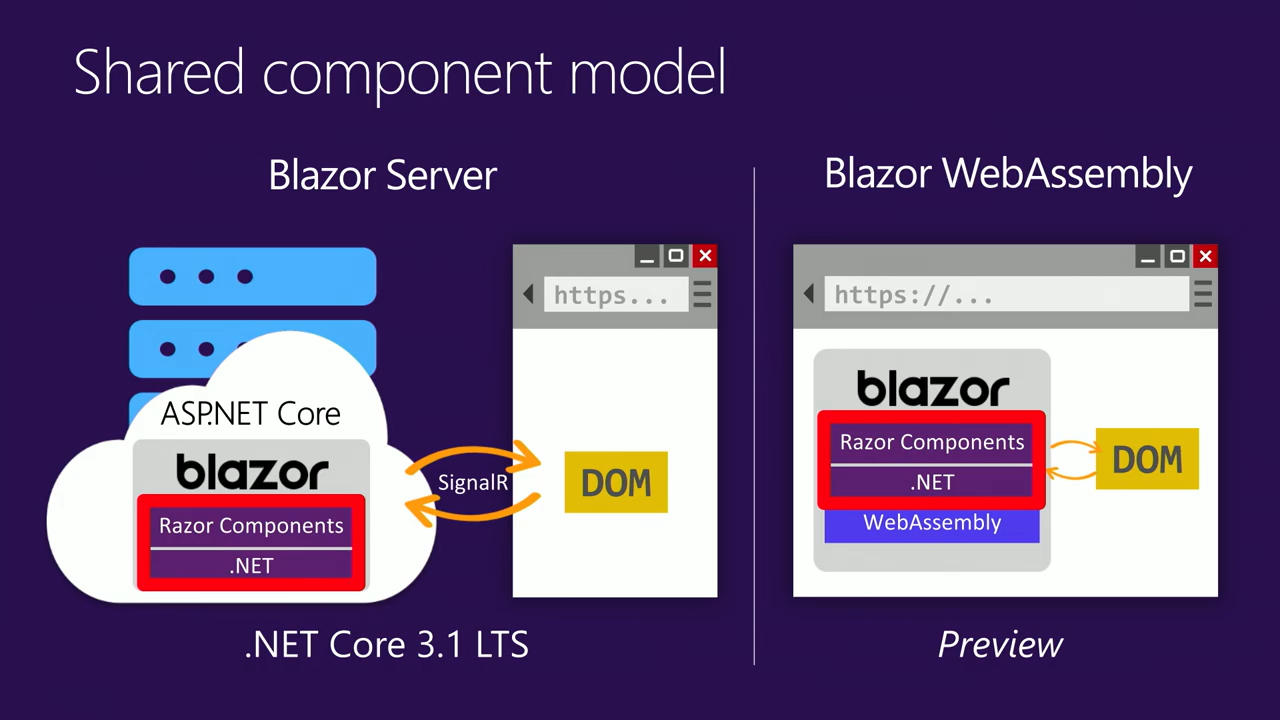 Shared component model
Blazor Server
ASP.NET Core
blazor
Razor Components
.NET
SignalR
https...
DOM
.NET Core 3.1 LTS
Blazor WebAssembly
https://...
blazor
Razor Components
.NET
WebAssembly
DOM
Preview